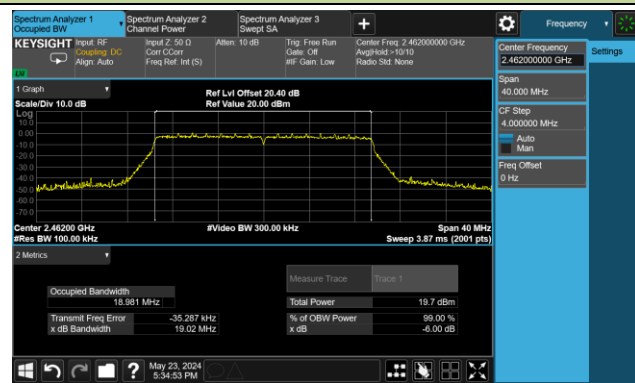 Spectrum Analyzer 1
Occupied BW
Spectrum Analyzer 2
Channel Power
Spectrum Analyzer 3
Swept SA
+
Frequency
KEYSIGHT
Input: RF
Coupling: DC
Align: Auto
Input Z: 50 Ω
Corr CCorr
Freq Ref: Int (S)
Atten: 10 dB
Trig: Free Run
Gate: Off
#IF Gain: Low
Center Freq: 2.462000000 GHz
Avg|Hold:>10/10
Radio Std: None
Center Frequency
2.462000000 GHz
Settings
Span
40.000 MHz
CF Step
4.000000 MHz
Auto
Man
Freq Offset
0 Hz
1 Graph
Scale/Div 10.0 dB
Ref Lvl Offset 20.40 dB
Ref Value 20.00 dBm
Log
10.0
0.00
-10.0
-20.0
-30.0
-40.0
-50.0
-60.0
-70.0
Center 2.46200 GHz
#Res BW 100.00 kHz
#Video BW 300.00 kHz
Span 40 MHz
Sweep 3.87 ms (2001 pts)
2 Metrics
Measure Trace
Trace 1
Occupied Bandwidth
18.981 MHz
Total Power
19.7 dBm
Transmit Freq Error
-35.287 kHz
% of OBW Power
99.00 %
x dB Bandwidth
19.02 MHz
x dB
-6.00 dB
?
May 23, 2024
5:34:53 PM